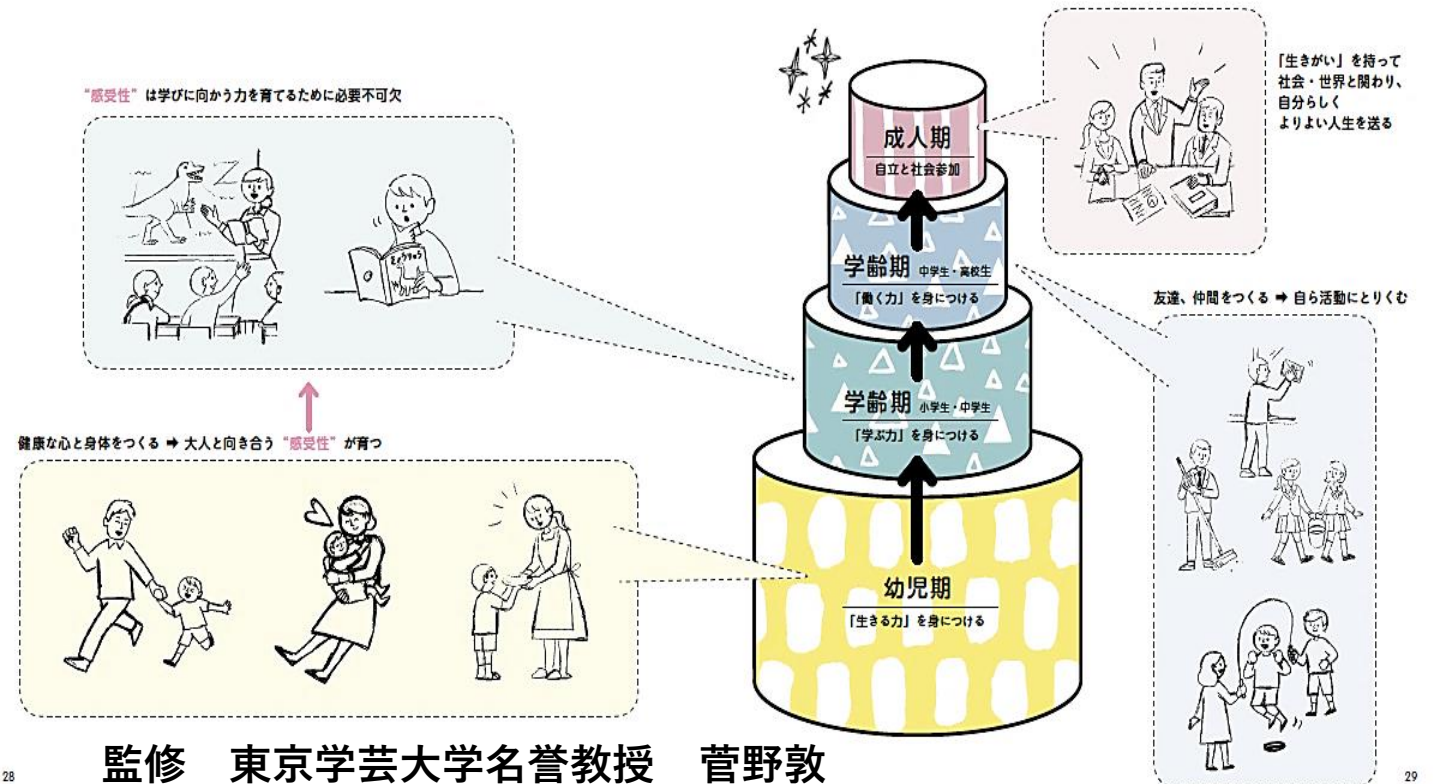 “感受性” は学びに向かう力を育てるために必要不可欠
きょうりゅう
健康な心と身体をつくる ➡ 大人と向き合う “感受性” が育つ
成人期
自立と社会参加
学齢期 中学生・高校生
「働く力」を身につける
学齢期 小学生・中学生
「学ぶ力」を身につける
幼児期
「生きる力」を身につける
「生きがい」を持って
社会・世界と関わり、
自分らしく
よりよい人生を送る
友達、仲間をつくる ➡ 自ら活動にとりくむ
監修 東京学芸大学名誉教授 菅野敦
28
29